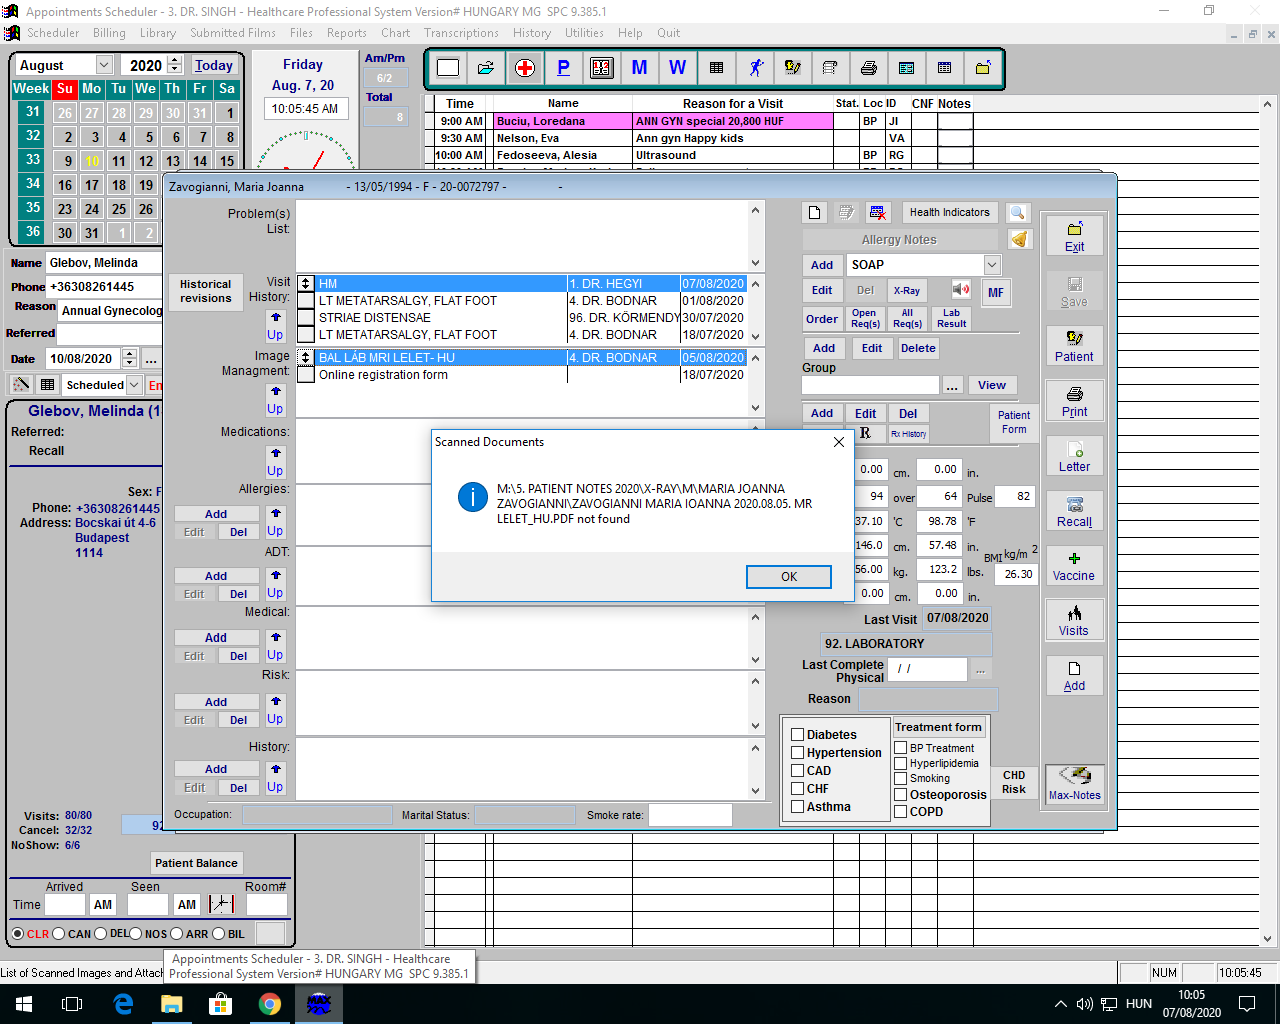 Appointments Scheduler - 3. DR. SINGH - Healthcare Professional System Version# HUNGARY MG SPC 9.385.1
Scheduler Billing Library Submitted Films Files Reports Chart Transcriptions History Utilities Help Quit
August 2020 Today
Week Su Mo Tu We Th Fr Sa
31 26 27 28 29 30 31 1
32 2 3 4 5 6 7 8
33 9 10 11 12 13 14 15
34 16 17 18 19
35 23 24 25 26
36 30 31 1 2
Friday
Aug. 7, 20
10:05:45 AM
Am/Pm
6/2
Total
8
P M W
Time Name Reason for a Visit Stat. Loc ID CNF Notes
9:00 AM Buciu, Loredana ANN GYN special 20,800 HUF BP JI
9:30 AM Nelson, Eva Ann gyn Happy kids VA
10:00 AM Fedoseeva, Alesia Ultrasound BP RG
Name Glebov, Melinda
Phone +36308261445
Reason Annual Gynecolog
Referred
Date 10/08/2020 ...
Scheduled En
Glebov, Melinda (1
Referred:
Recall
Sex: F
Phone: +36308261445
Address: Bocskai út 4-6
Budapest
1114
Visits: 80/80
Cancel: 32/32
NoShow: 6/6
92
Patient Balance
Arrived Seen Room#
Time AM AM
CLR CAN DEL NOS ARR BIL
Zavogianni, Maria Joanna - 13/05/1994 - F - 20-0072797 - -
Problem(s)
List:
Historical
revisions
Visit
History:
Up
HM 1. DR. HEGYI 07/08/2020
LT METATARSALGY, FLAT FOOT 4. DR. BODNAR 01/08/2020
STRIAE DISTENSAE 96. DR. KÖRMENDY 30/07/2020
LT METATARSALGY, FLAT FOOT 4. DR. BODNAR 18/07/2020
Image
Managment:
Up
BAL LÁB MRI LELET- HU 4. DR. BODNAR 05/08/2020
Online registration form 18/07/2020
Medications:
Up
Allergies:
Add
Edit Del Up
ADT:
Add
Edit Del Up
Medical:
Add
Edit Del Up
Risk:
Add
Edit Del Up
History:
Add
Edit Del Up
Occupation: Marital Status: Smoke rate:
Health Indicators
Allergy Notes
Add SOAP
Edit Del X-Ray MF
Order Open Req(s) All Req(s) Lab Result
Add Edit Delete
Group
... View
Add Edit Del
R Rx History
Patient
Form
0.00 cm. 0.00 in.
94 over 64 Pulse 82
37.10 'C 98.78 'F
146.0 cm. 57.48 in. BMI kg/m 2
56.00 kg. 123.2 lbs. 26.30
0.00 cm. 0.00 in.
Last Visit 07/08/2020
92. LABORATORY
Last Complete
Physical / / ...
Reason
Diabetes
Hypertension
CAD
CHF
Asthma
Treatment form
BP Treatment
Hyperlipidemia
Smoking
Osteoporosis
COPD
CHD
Risk
Exit
Save
Patient
Print
Letter
Recall
Vaccine
Visits
Add
Max-Notes
Scanned Documents
M:\5. PATIENT NOTES 2020\X-RAY\M\MARIA JOANNA
ZAVOGIANNI\ZAVOGIANNI MARIA IOANNA 2020.08.05. MR
LELET_HU.PDF not found
OK
Appointments Scheduler - 3. DR. SINGH - Healthcare
Professional System Version# HUNGARY MG SPC 9.385.1
List of Scanned Images and Attach
NUM 10:05:45
MAX
HUN
10:05
07/08/2020